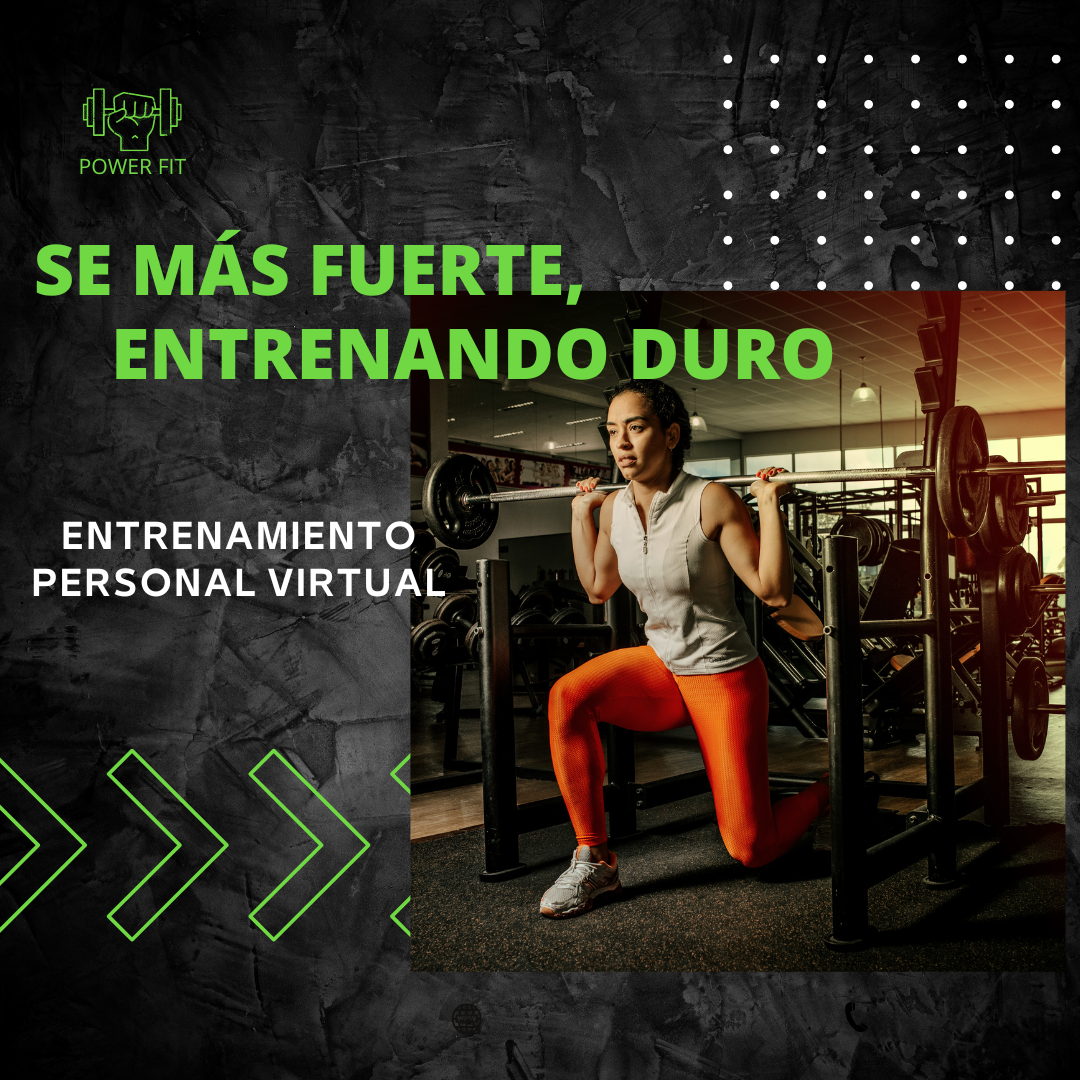 POWER FIT
SE MÁS FUERTE,
ENTRENANDO DURO
ENTRENAMIENTO
PERSONAL VIRTUAL